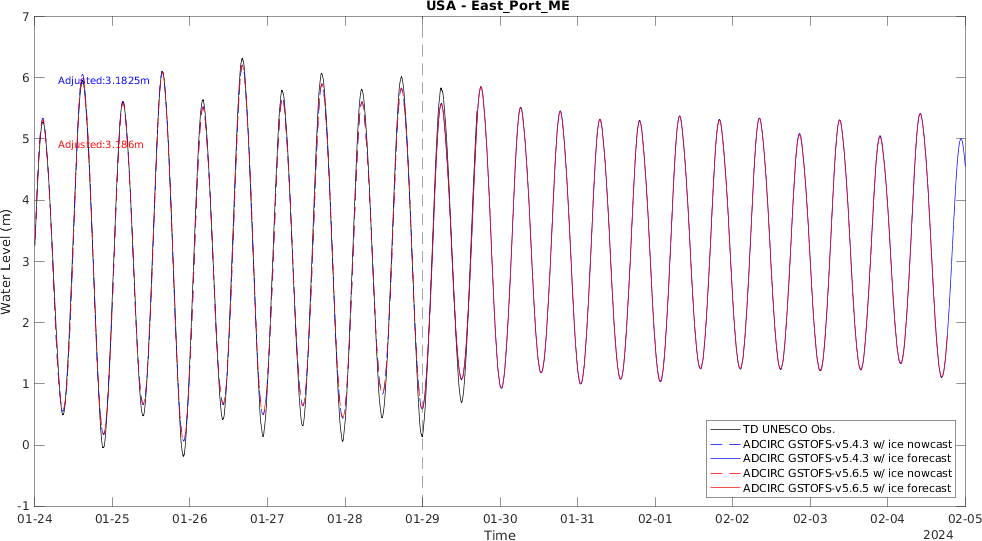 USA - East_Port_ME
7
6
5
4
3
2
1
0
-1
Water Level (m)
Adjusted:3.1825m
Adjusted:3.186m
TD UNESCO Obs.
ADCIRC GSTOFS-v5.4.3 w/ ice nowcast
ADCIRC GSTOFS-v5.4.3 w/ ice forecast
ADCIRC GSTOFS-v5.6.5 w/ ice nowcast
ADCIRC GSTOFS-v5.6.5 w/ ice forecast
01-24 01-25 01-26 01-27 01-28 01-29 01-30 01-31 02-01 02-02 02-03 02-04 02-05
Time
2024